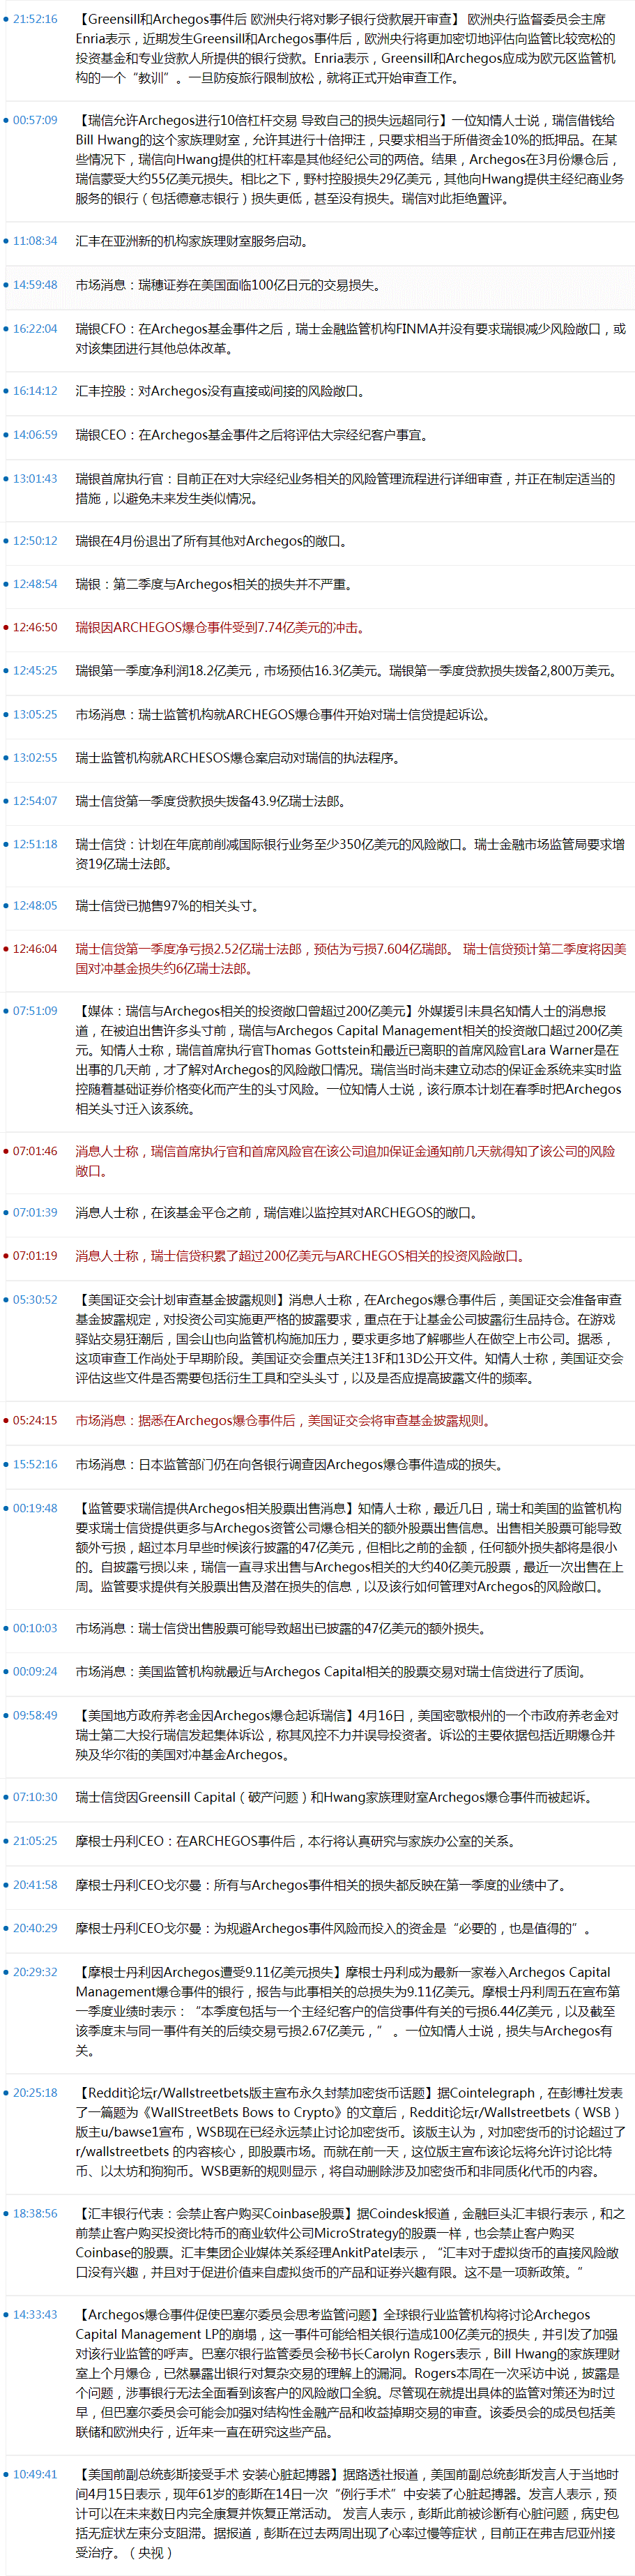 21:52:16 【Greensill和Archegos事件后 欧洲央行将对影子银行贷款展开审查】 欧洲央行监督委员会主席
Enria表示，近期发生Greensill和Archegos事件后，欧洲央行将更加密切地评估向监管比较宽松的
投资基金和专业贷款人所提供的银行贷款。Enria表示，Greensill和Archegos应成为欧元区监管机
构的一个“教训”。一旦防疫旅行限制放松，就将正式开始审查工作。
00:57:09 【瑞信允许Archegos进行10倍杠杆交易 导致自己的损失远超同行】一位知情人士说，瑞信借钱给
Bill Hwang的这个家族理财室，允许其进行十倍押注，只要求相当于所借资金10%的抵押品。在某
些情况下，瑞信向Hwang提供的杠杆率是其他经纪公司的两倍。结果，Archegos在3月份爆仓后，
瑞信蒙受大约55亿美元损失。相比之下，野村控股损失29亿美元，其他向Hwang提供主经纪商业务
服务的银行（包括德意志银行）损失更低，甚至没有损失。瑞信对此拒绝置评。
11:08:34 汇丰在亚洲新的机构家族理财室服务启动。
14:59:48 市场消息：瑞穗证券在美国面临100亿日元的交易损失。
16:22:04 瑞银CFO：在Archegos基金事件之后，瑞士金融监管机构FINMA并没有要求瑞银减少风险敞口，或
对该集团进行其他总体改革。
16:14:12 汇丰控股：对Archegos没有直接或间接的风险敞口。
14:06:59 瑞银CEO：在Archegos基金事件之后将评估大宗经纪客户事宜。
13:01:43 瑞银首席执行官：目前正在对大宗经纪业务相关的风险管理流程进行详细审查，并正在制定适当的
措施，以避免未来发生类似情况。
12:50:12 瑞银在4月份退出了所有其他对Archegos的敞口。
12:48:54 瑞银：第二季度与Archegos相关的损失并不严重。
12:46:50 瑞银因ARCHEGOS爆仓事件受到7.74亿美元的冲击。
12:45:25 瑞银第一季度净利润18.2亿美元，市场预估16.3亿美元。瑞银第一季度贷款损失拨备2,800万美元。
13:05:25 市场消息：瑞士监管机构就ARCHEGOS爆仓事件开始对瑞士信贷提起诉讼。
13:02:55 瑞士监管机构就ARCHESOS爆仓案启动对瑞信的执法程序。
12:54:07 瑞士信贷第一季度贷款损失拨备43.9亿瑞士法郎。
12:51:18 瑞士信贷：计划在年底前削减国际银行业务至少350亿美元的风险敞口。瑞士金融市场监管局要求增
资19亿瑞士法郎。
12:48:05 瑞士信贷已抛售97%的相关头寸。
12:46:04 瑞士信贷第一季度净亏损2.52亿瑞士法郎，预估为亏损7.604亿瑞郎。 瑞士信贷预计第二季度将因美
国对冲基金损失约6亿瑞士法郎。
07:51:09 【媒体：瑞信与Archegos相关的投资敞口曾超过200亿美元】外媒援引未具名知情人士的消息报
道，在被迫出售许多头寸前，瑞信与Archegos Capital Management相关的投资敞口超过200亿美
元。知情人士称，瑞信首席执行官Thomas Gottstein和最近已离职的首席风险官Lara Warner是在
出事的几天前，才了解对Archegos的风险敞口情况。瑞信当时尚未建立动态的保证金系统来实时监
控随着基础证券价格变化而产生的头寸风险。一位知情人士说，该行原本计划在春季时把Archegos
相关头寸迁入该系统。
07:01:46 消息人士称，瑞信首席执行官和首席风险官在该公司追加保证金通知前几天就得知了该公司的风险
敞口。
07:01:39 消息人士称，在该基金平仓之前，瑞信难以监控其对ARCHEGOS的敞口。
07:01:19 消息人士称，瑞士信贷积累了超过200亿美元与ARCHEGOS相关的投资风险敞口。
05:30:52 【美国证交会计划审查基金披露规则】消息人士称，在Archegos爆仓事件后，美国证交会准备审查
基金披露规定，对投资公司实施更严格的披露要求，重点在于让基金公司披露衍生品持仓。在游戏
驿站交易狂潮后，国会山也向监管机构施加压力，要求更多地了解哪些人在做空上市公司。据悉，
这项审查工作尚处于早期阶段。美国证交会重点关注13F和13D公开文件。知情人士称，美国证交会
评估这些文件是否需要包括衍生工具和空头头寸，以及是否应提高披露文件的频率。
05:24:15 市场消息：据悉在Archegos爆仓事件后，美国证交会将审查基金披露规则。
15:52:16 市场消息：日本监管部门仍在向各银行调查因Archegos爆仓事件造成的损失。
00:19:48 【监管要求瑞信提供Archegos相关股票出售消息】知情人士称，最近几日，瑞士和美国的监管机构
要求瑞士信贷提供更多与Archegos资管公司爆仓相关的额外股票出售信息。出售相关股票可能导致
额外亏损，超过本月早些时候该行披露的47亿美元，但相比之前的金额，任何额外损失都将是很小
的。自披露亏损以来，瑞信一直寻求出售与Archegos相关的大约40亿美元股票，最近一次出售在上
周。监管要求提供有关股票出售及潜在损失的信息，以及该行如何管理对Archegos的风险敞口。
00:10:03 市场消息：瑞士信贷出售股票可能导致超出已披露的47亿美元的额外损失。
00:09:24 市场消息：美国监管机构就最近与Archegos Capital相关的股票交易对瑞士信贷进行了质询。
09:58:49 【美国地方政府养老金因Archegos爆仓起诉瑞信】4月16日，美国密歇根州的一个市政府养老金对
瑞士第二大投行瑞信发起集体诉讼，称其风控不力并误导投资者。诉讼的主要依据包括近期爆仓并
殃及华尔街的美国对冲基金Archegos。
07:10:30 瑞士信贷因Greensill Capital（破产问题）和Hwang家族理财室Archegos爆仓事件而被起诉。
21:05:25 摩根士丹利CEO：在ARCHEGOS事件后，本行将认真研究与家族办公室的关系。
20:41:58 摩根士丹利CEO戈尔曼：所有与Archegos事件相关的损失都反映在第一季度的业绩中了。
20:40:29 摩根士丹利CEO戈尔曼：为规避Archegos事件风险而投入的资金是“必要的，也是值得的”。
20:29:32 【摩根士丹利因Archegos遭受9.11亿美元损失】摩根士丹利成为最新一家卷入Archegos Capital
Management爆仓事件的银行，报告与此事相关的总损失为9.11亿美元。摩根士丹利周五在宣布第
一季度业绩时表示：“本季度包括与一个主经纪客户的信贷事件有关的亏损6.44亿美元，以及截至
该季度末与同一事件有关的后续交易亏损2.67亿美元，” 。一位知情人士说，损失与Archegos有
关。
20:25:18 【Reddit论坛r/Wallstreetbets版主宣布永久封禁加密货币话题】据Cointelegraph，在彭博社发表
了一篇题为《WallStreetBets Bows to Crypto》的文章后，Reddit论坛r/Wallstreetbets（WSB）
版主u/bawse1宣布，WSB现在已经永远禁止讨论加密货币。该版主认为，对加密货币的讨论超过了
r/wallstreetbets 的内容核心，即股票市场。而就在前一天，这位版主宣布该论坛将允许讨论比特
币、以太坊和狗狗币。WSB更新的规则显示，将自动删除涉及加密货币和非同质化代币的内容。
18:38:56 【汇丰银行代表：会禁止客户购买Coinbase股票】据Coindesk报道，金融巨头汇丰银行表示，和之
前禁止客户购买投资比特币的商业软件公司MicroStrategy的股票一样，也会禁止客户购买
Coinbase的股票。汇丰集团企业媒体关系经理AnkitPatel表示，“汇丰对于虚拟货币的直接风险敞
口没有兴趣，并且对于促进价值来自虚拟货币的产品和证券兴趣有限。这不是一项新政策。”
14:33:43 【Archegos爆仓事件促使巴塞尔委员会思考监管问题】全球银行业监管机构将讨论Archegos
Capital Management LP的崩塌，这一事件可能给相关银行造成100亿美元的损失，并引发了加强
对该行业监管的呼声。巴塞尔银行监管委员会秘书长Carolyn Rogers表示，Bill Hwang的家族理财
室上个月爆仓，已然暴露出银行对复杂交易的理解上的漏洞。Rogers本周在一次采访中说，披露是
个问题，涉事银行无法全面看到该客户的风险敞口全貌。尽管现在就提出具体的监管对策还为时过
早，但巴塞尔委员会可能会加强对结构性金融产品和收益掉期交易的审查。该委员会的成员包括美
联储和欧洲央行，近年来一直在研究这些产品。
10:49:41 【美国前副总统彭斯接受手术 安装心脏起搏器】据路透社报道，美国前副总统彭斯发言人于当地时
间4月15日表示，现年61岁的彭斯在14日一次“例行手术”中安装了心脏起搏器。发言人表示，预
计可以在未来数日内完全康复并恢复正常活动。 发言人表示，彭斯此前被诊断有心脏问题，病史包
括无症状左束分支阻滞。据报道，彭斯在过去两周出现了心率过慢等症状，目前正在弗吉尼亚州接
受治疗。（央视）